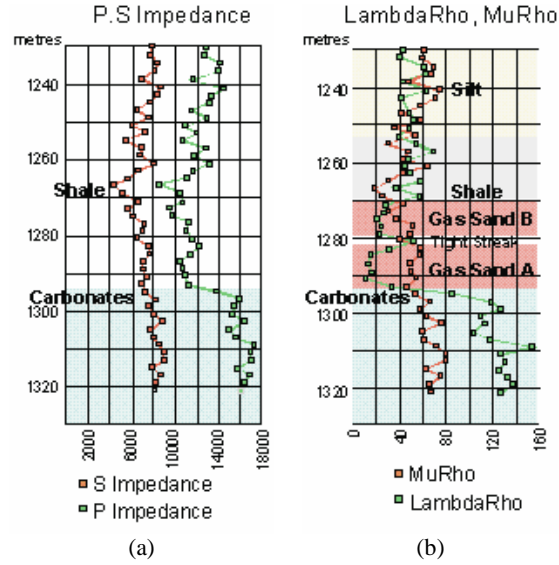 P.S Impedance
metres
1240
1260
Shale
1280
Carbonates
1300
1320
2000
6000
10000
14000
18000
S Impedance
P Impedance
(a)
LambdaRho, MuRho
metres
1240
Silt
1260
Shale
Gas Sand B
1280
Tight Streak
Gas Sand A
Carbonates
1300
1320
0
40
80
120
160
MuRho
LambdaRho
(b)